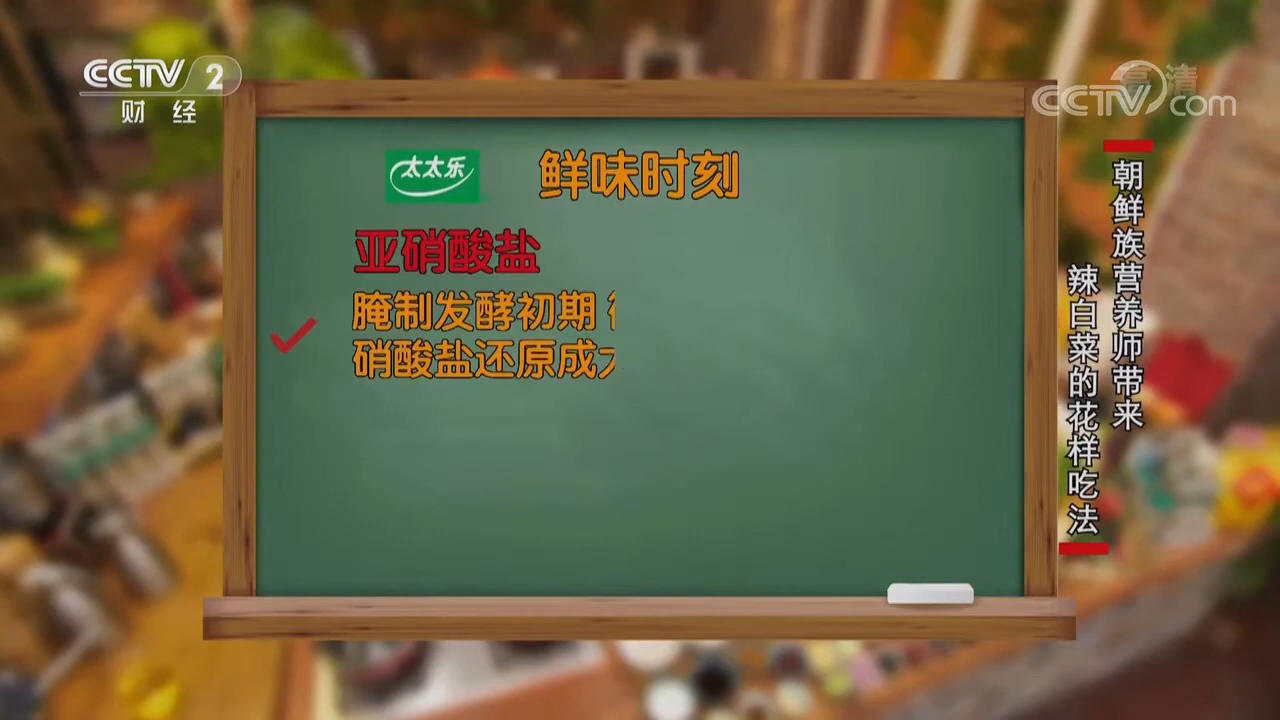 CCTV 2
财经
高清
CCTV com
太太乐 鲜味时刻
亚硝酸盐
腌制发酵初期
硝酸盐还原成
朝鲜族营养师带来
辣白菜的花样吃法